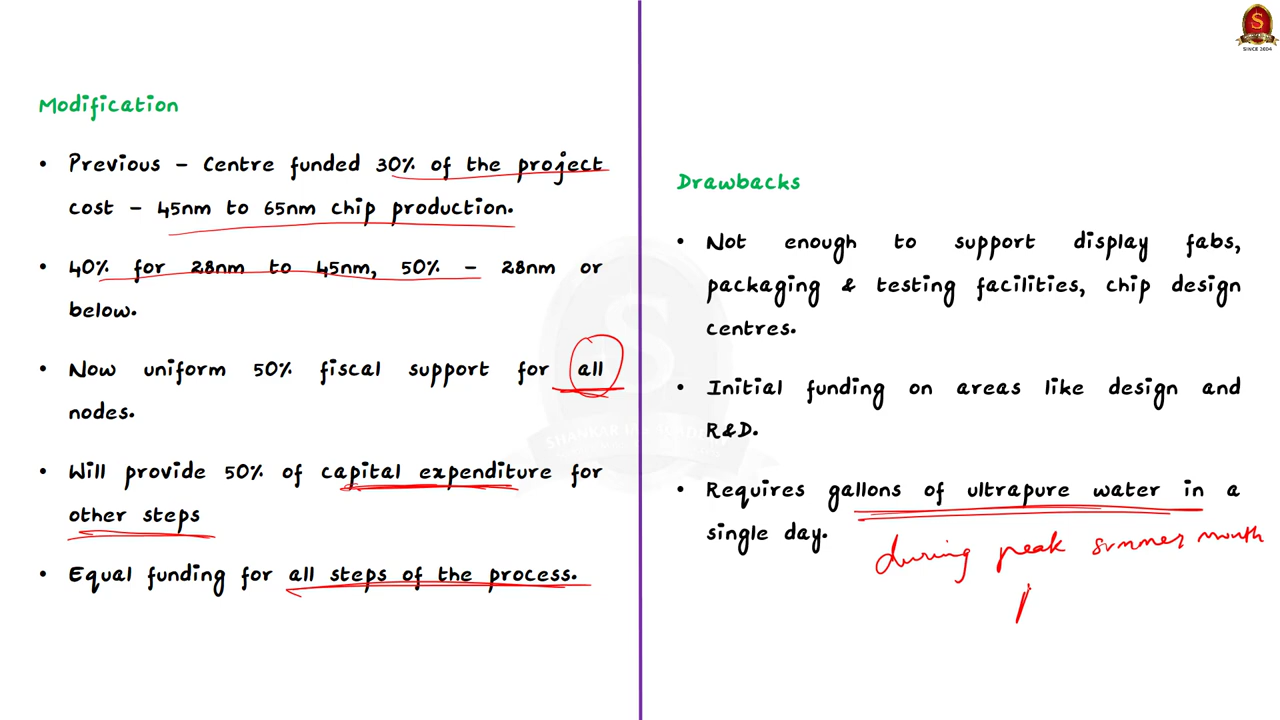 S
SINCE 2004
Modification
• Previous – Centre funded 30% of the project
cost – 45nm to 65nm chip production.
• 40% for 28nm to 45nm, 50% – 28nm or
below.
• Now uniform 50% fiscal support for all
nodes.
• Will provide 50% of capital expenditure for
other steps
• Equal funding for all steps of the process.
Drawbacks
• Not enough to support display fabs,
packaging & testing facilities, chip design
centres.
• Initial funding on areas like design and
R&D.
• Requires gallons of ultrapure water in a
single day.
during peak summer month